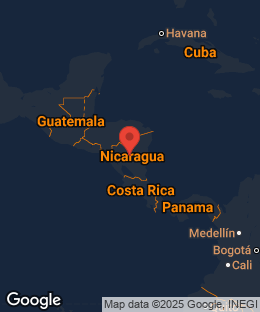 Havana
Cuba
Guatemala
Nicaragua
Costa Rica
Panama
Medellín
Bogotá
Cali
Google
Map data ©2025 Google, INEGI